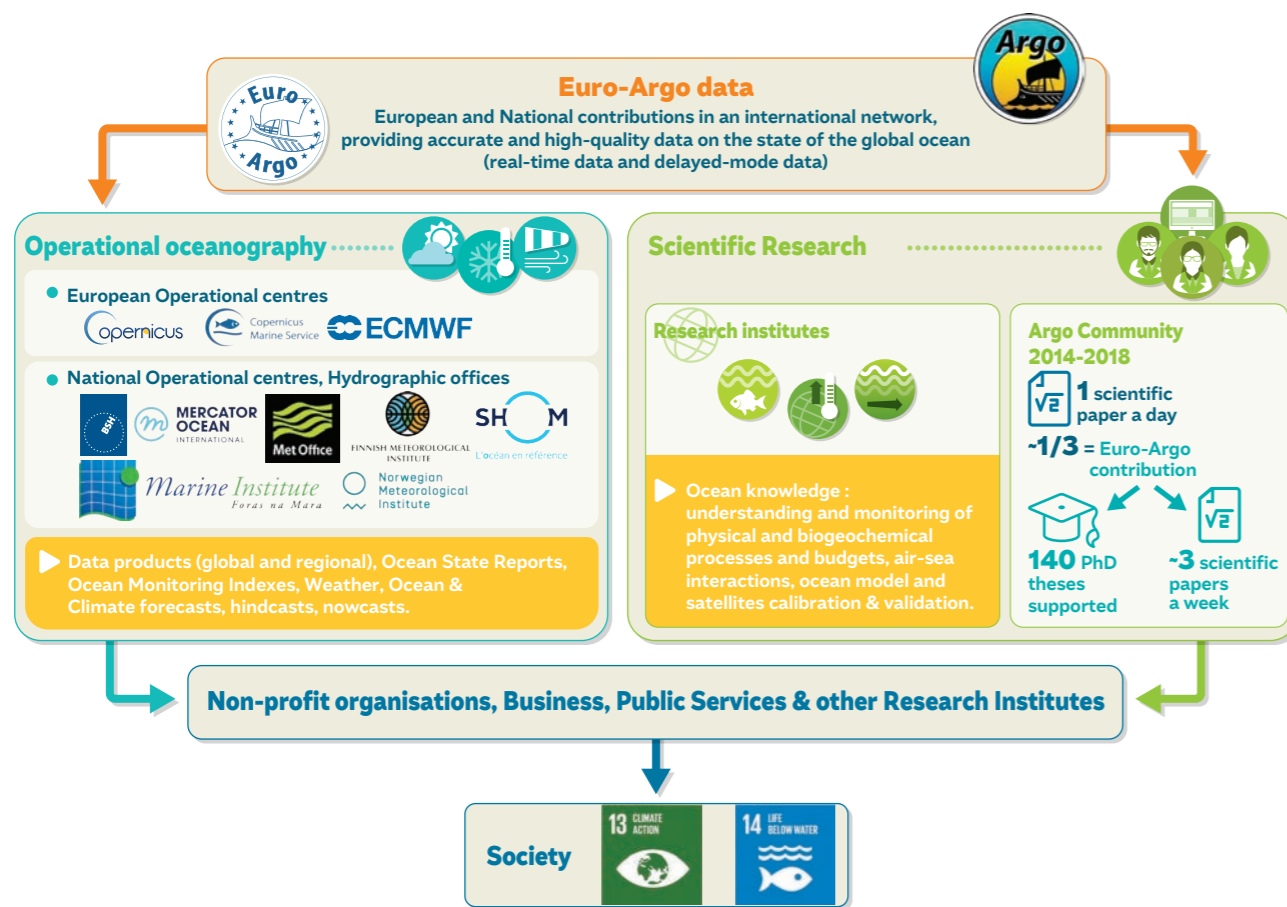 Argo
Euro
Argo
Euro-Argo data
European and National contributions in an international network,
providing accurate and high-quality data on the state of the global ocean
(real-time data and delayed-mode data)
Operational oceanography
European Operational centres
opernicus
Copernicus
Marine Service
ECMWF
National Operational centres, Hydrographic offices
BSH
m
MERCATOR
OCEAN
INTERNATIONAL
Met Office
FINNISH METEOROLOGICAL
INSTITUTE
SHOM
L'océan en référence
Marine Institute
Foras na Mara
Norwegian
Meteorological
Institute
Data products (global and regional), Ocean State Reports,
Ocean Monitoring Indexes, Weather, Ocean &
Climate forecasts, hindcasts, nowcasts.
Scientific Research
Research institutes
Ocean knowledge :
understanding and monitoring of
physical and biogeochemical
processes and budgets, air-sea
interactions, ocean model and
satellites calibration & validation.
Argo Community
2014-2018
√2
1 scientific
paper a day
~1/3 = Euro-Argo
contribution
140 PhD
theses
supported
√2
~3 scientific
papers
a week
Non-profit organisations, Business, Public Services & other Research Institutes
Society
13 CLIMATE
ACTION
14 LIFE
BELOW WATER